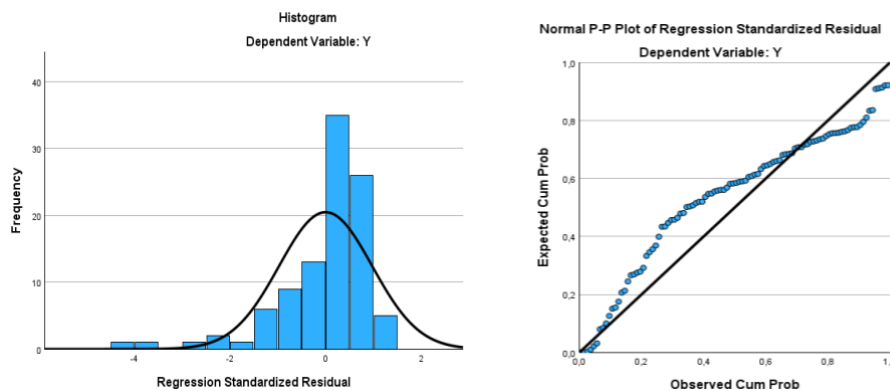 Histogram
Dependent Variable: Y
Frequency
40
30
20
10
0
-4
-2
0
2
Regression Standardized Residual
Normal P-P Plot of Regression Standardized Residual
Dependent Variable: Y
Expected Cum Prob
1,0
0,8
0,6
0,4
0,2
0,0
0,0
0,2
0,4
0,6
0,8
1,0
Observed Cum Prob